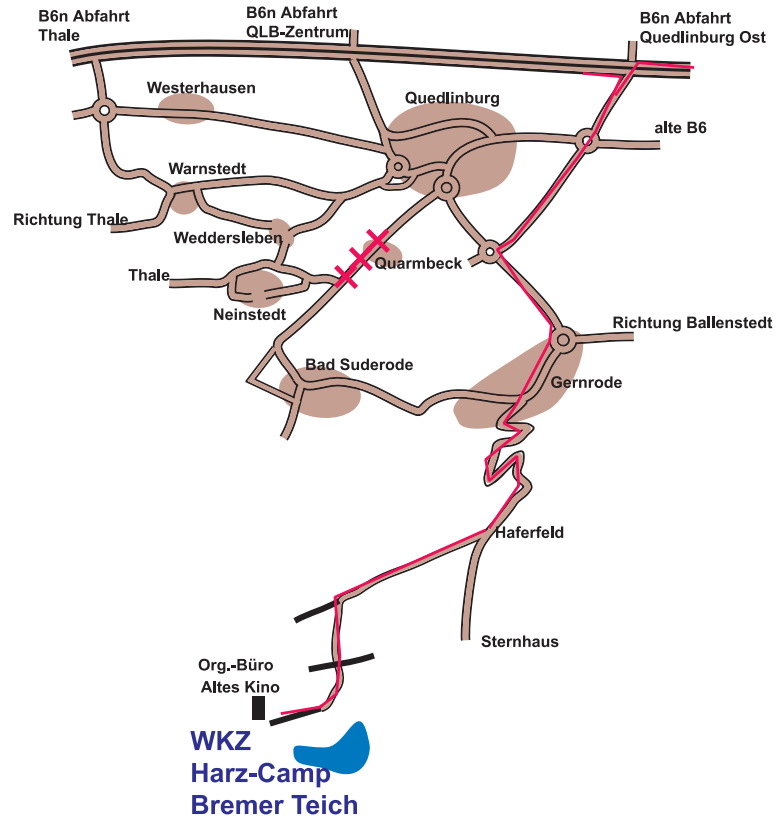 B6n Abfahrt
Thale
B6n Abfahrt
QLB-Zentrum
B6n Abfahrt
Quedlinburg Ost
Westerhausen
Quedlinburg
alte B6
Warnstedt
Richtung Thale
Weddersleben
Quarmbeck
Thale
Neinstedt
Richtung Ballenstedt
Bad Suderode
Gernrode
Haferfeld
Sternhaus
Org.-Büro
Altes Kino
WKZ
Harz-Camp
Bremer Teich